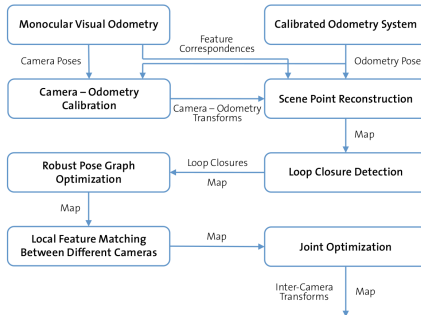 Monocular Visual Odometry
Calibrated Odometry System
Feature
Correspondences
Camera Poses
Odometry Pose
Camera – Odometry
Calibration
Camera – Odometry
Transforms
Scene Point Reconstruction
Map
Robust Pose Graph
Optimization
Loop Closures
Map
Loop Closure Detection
Map
Local Feature Matching
Between Different Cameras
Map
Joint Optimization
Inter-Camera
Transforms
Map